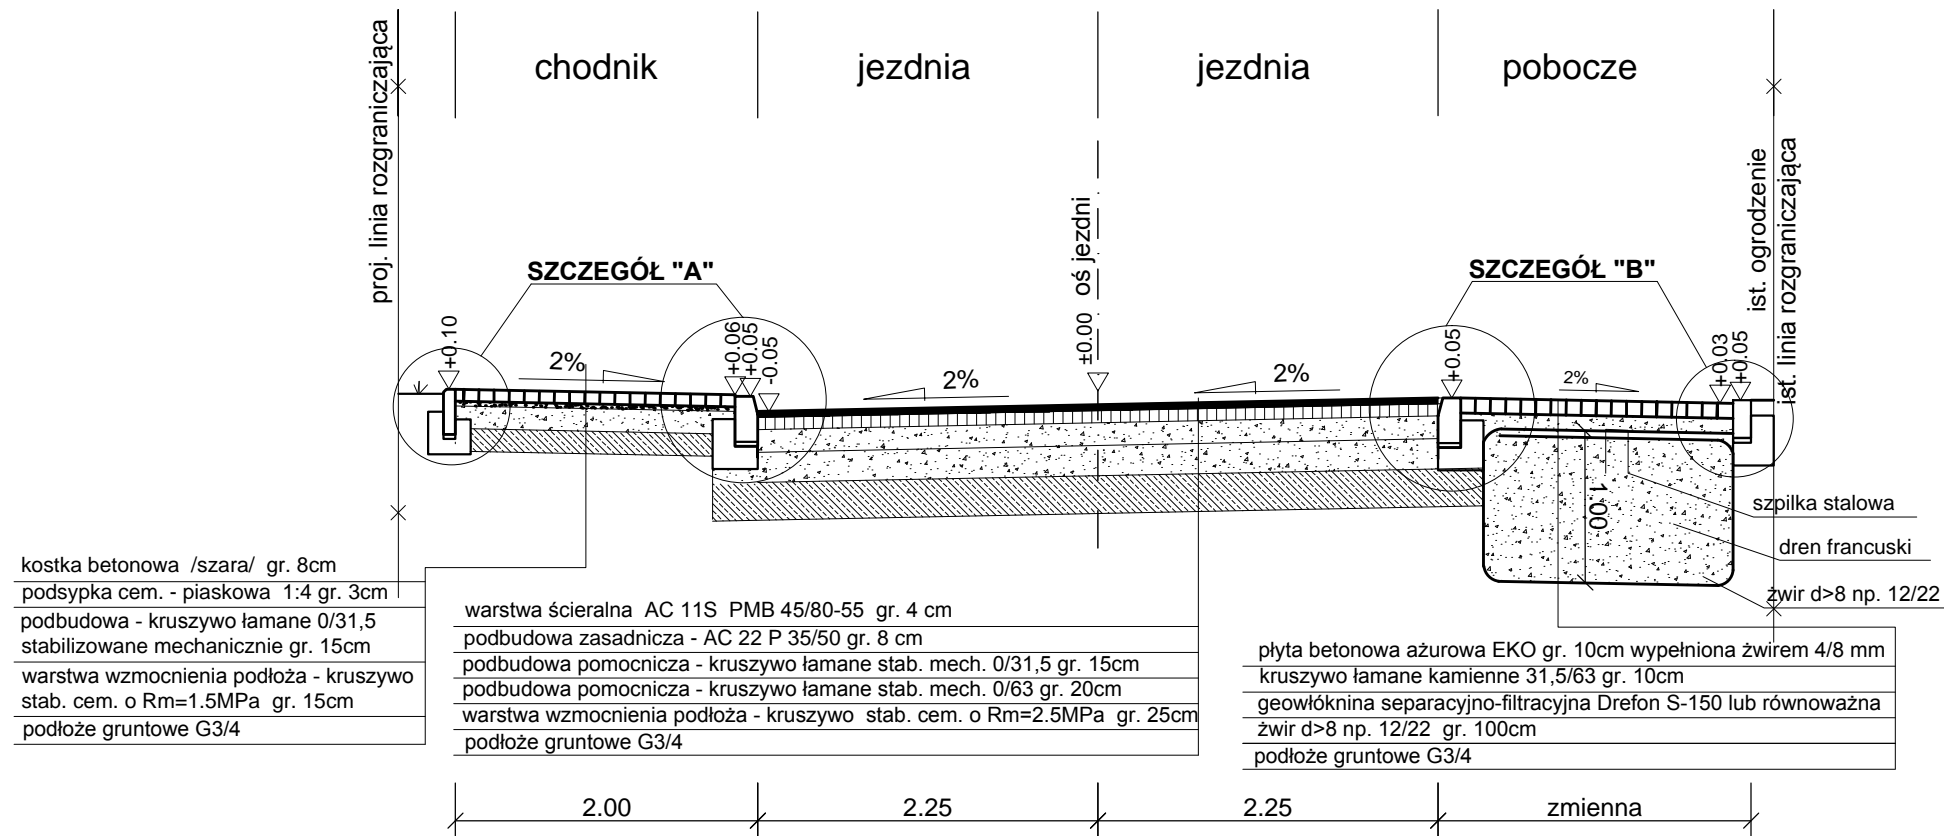 chodnik
jezdnia
jezdnia
pobocze
proj. linia rozgraniczająca
ist. ogrodzenie
ist. linia rozgraniczająca
SZCZEGÓŁ "A"
SZCZEGÓŁ "B"
±0.00 oś jezdni
+0.10
2%
+0.06
+0.05
-0.05
2%
2%
+0.05
2%
+0.03
+0.05
1.00
szpilka stalowa
dren francuski
żwir d>8 np. 12/22
kostka betonowa /szara/ gr. 8cm
podsypka cem. - piaskowa 1:4 gr. 3cm
podbudowa - kruszywo łamane 0/31,5
stabilizowane mechanicznie gr. 15cm
warstwa wzmocnienia podłoża - kruszywo
stab. cem. o Rm=1.5MPa gr. 15cm
podłoże gruntowe G3/4
warstwa ścieralna AC 11S PMB 45/80-55 gr. 4 cm
podbudowa zasadnicza - AC 22 P 35/50 gr. 8 cm
podbudowa pomocnicza - kruszywo łamane stab. mech. 0/31,5 gr. 15cm
podbudowa pomocnicza - kruszywo łamane stab. mech. 0/63 gr. 20cm
warstwa wzmocnienia podłoża - kruszywo stab. cem. o Rm=2.5MPa gr. 25cm
podłoże gruntowe G3/4
płyta betonowa ażurowa EKO gr. 10cm wypełniona żwirem 4/8 mm
kruszywo łamane kamienne 31,5/63 gr. 10cm
geowłóknina separacyjno-filtracyjna Drefon S-150 lub równoważna
żwir d>8 np. 12/22 gr. 100cm
podłoże gruntowe G3/4
2.00
2.25
2.25
zmienna